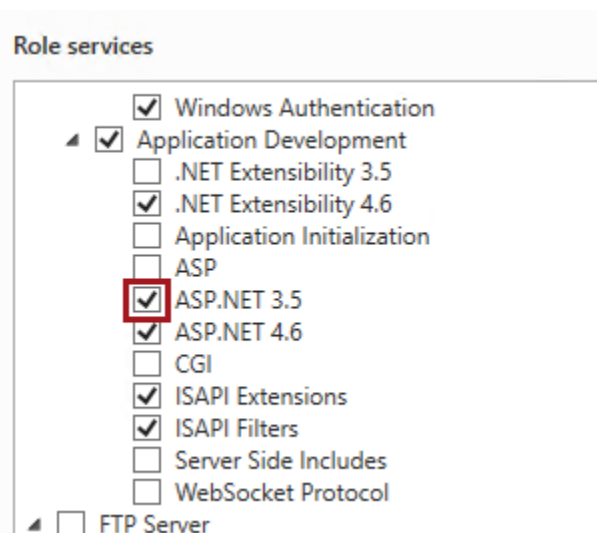 Role services
Windows Authentication
Application Development
.NET Extensibility 3.5
.NET Extensibility 4.6
Application Initialization
ASP
ASP.NET 3.5
ASP.NET 4.6
CGI
ISAPI Extensions
ISAPI Filters
Server Side Includes
WebSocket Protocol
FTP Server